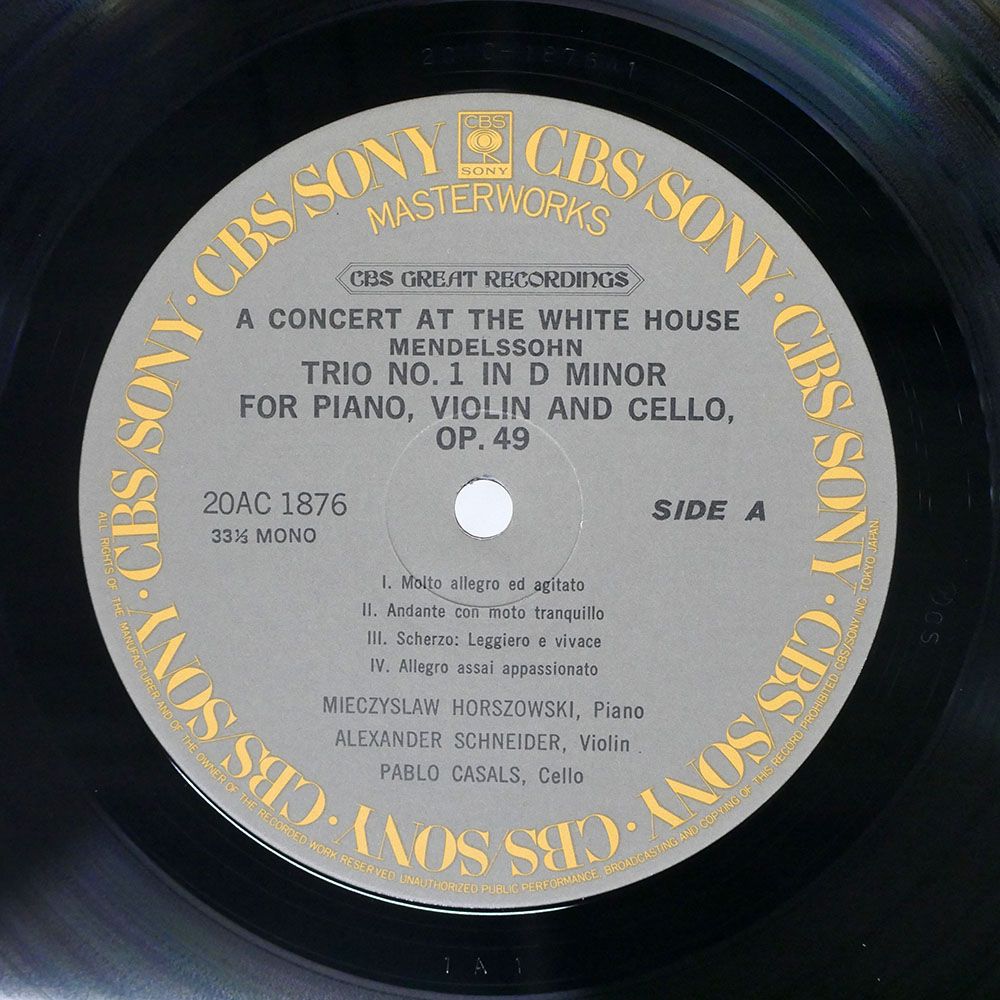 20AC-1876A1
CBS
SONY
CBS/SONY · CBS/SONY · CBS/SONY · CBS/SONY · CBS/SONY · CBS/SONY · CBS/SONY · CBS/SONY
MASTERWORKS
CBS GREAT RECORDINGS
A CONCERT AT THE WHITE HOUSE
MENDELSSOHN
TRIO NO. 1 IN D MINOR
FOR PIANO, VIOLIN AND CELLO,
OP. 49
20AC 1876
33⅓ MONO
SIDE A
I. Molto allegro ed agitato
II. Andante con moto tranquillo
III. Scherzo: Leggiero e vivace
IV. Allegro assai appassionato
MIECZYSLAW HORSZOWSKI, Piano
ALEXANDER SCHNEIDER, Violin
PABLO CASALS, Cello
ALL RIGHTS OF THE MANUFACTURER AND OF THE OWNER OF THE RECORDED WORK RESERVED UNAUTHORIZED PUBLIC PERFORMANCE, BROADCASTING AND COPYING OF THIS RECORD PROHIBITED CBS/SONY INC. TOKYO JAPAN.
1 A 1